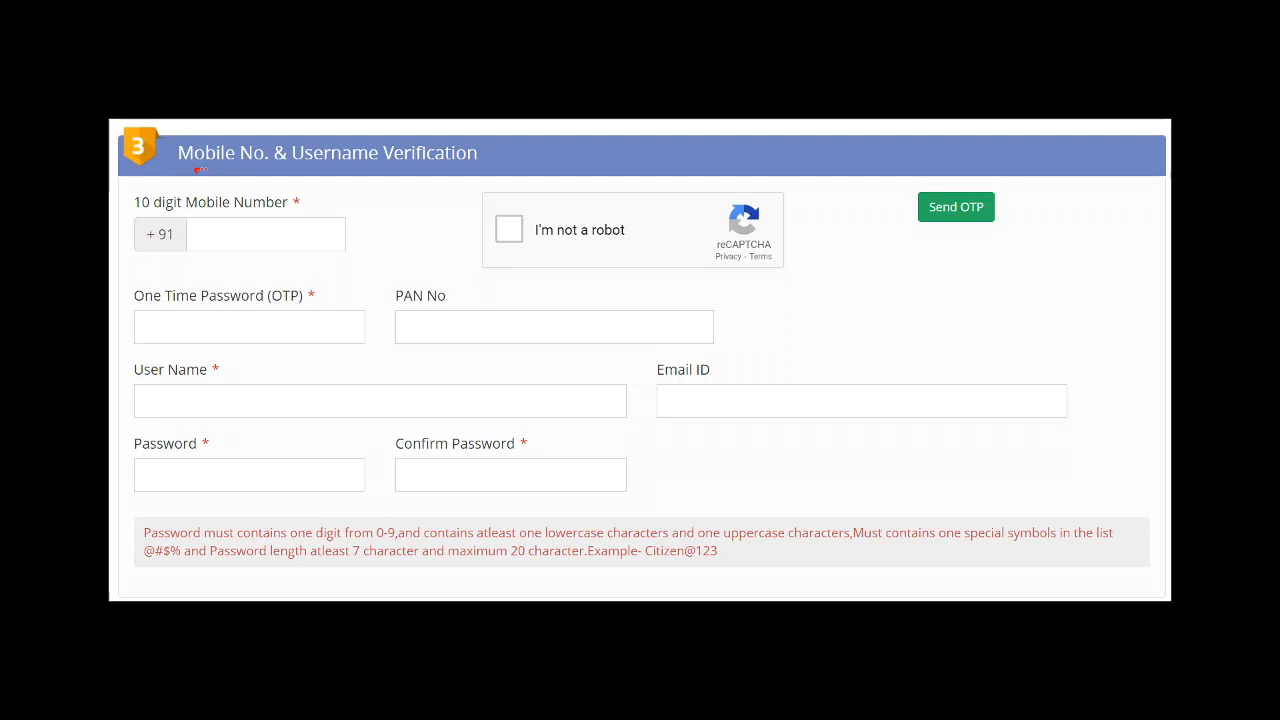 3
Mobile No. & Username Verification
10 digit Mobile Number *
+ 91
I'm not a robot
reCAPTCHA
Privacy - Terms
Send OTP
One Time Password (OTP) *
PAN No
User Name *
Email ID
Password *
Confirm Password *
Password must contains one digit from 0-9,and contains atleast one lowercase characters and one uppercase characters,Must contains one special symbols in the list
@#$% and Password length atleast 7 character and maximum 20 character.Example- Citizen@123